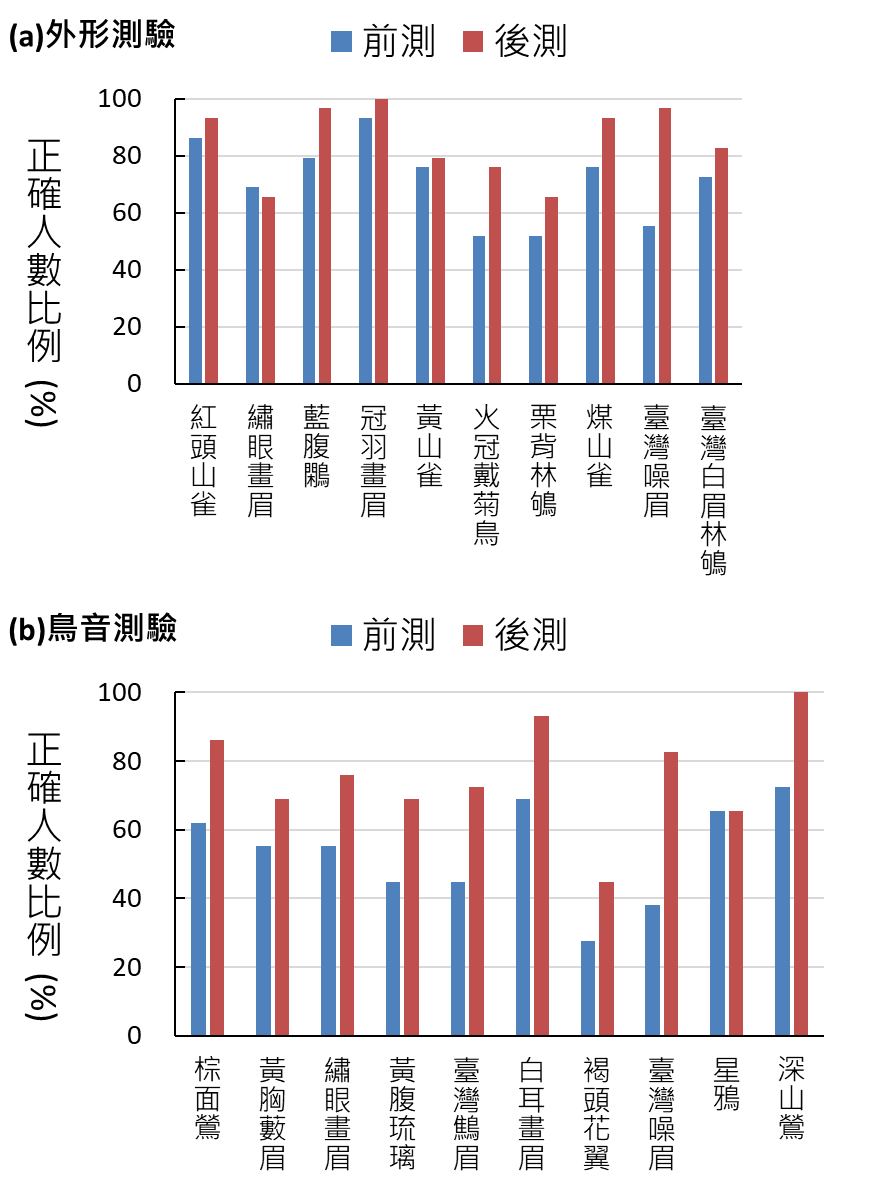 (a)外形測驗
前測 後測
正確人數比例 (%)
100
80
60
40
20
0
紅頭山雀
繡眼畫眉
藍腹鷴
冠羽畫眉
黃山雀
火冠戴菊鳥
栗背林鴝
煤山雀
臺灣噪眉
臺灣白眉林鴝
(b)鳥音測驗
前測 後測
正確人數比例 (%)
100
80
60
40
20
0
棕面鶯
黃胸藪眉
繡眼畫眉
黃腹琉璃
臺灣鷦眉
白耳畫眉
褐頭花翼
臺灣噪眉
星鴉
深山鶯